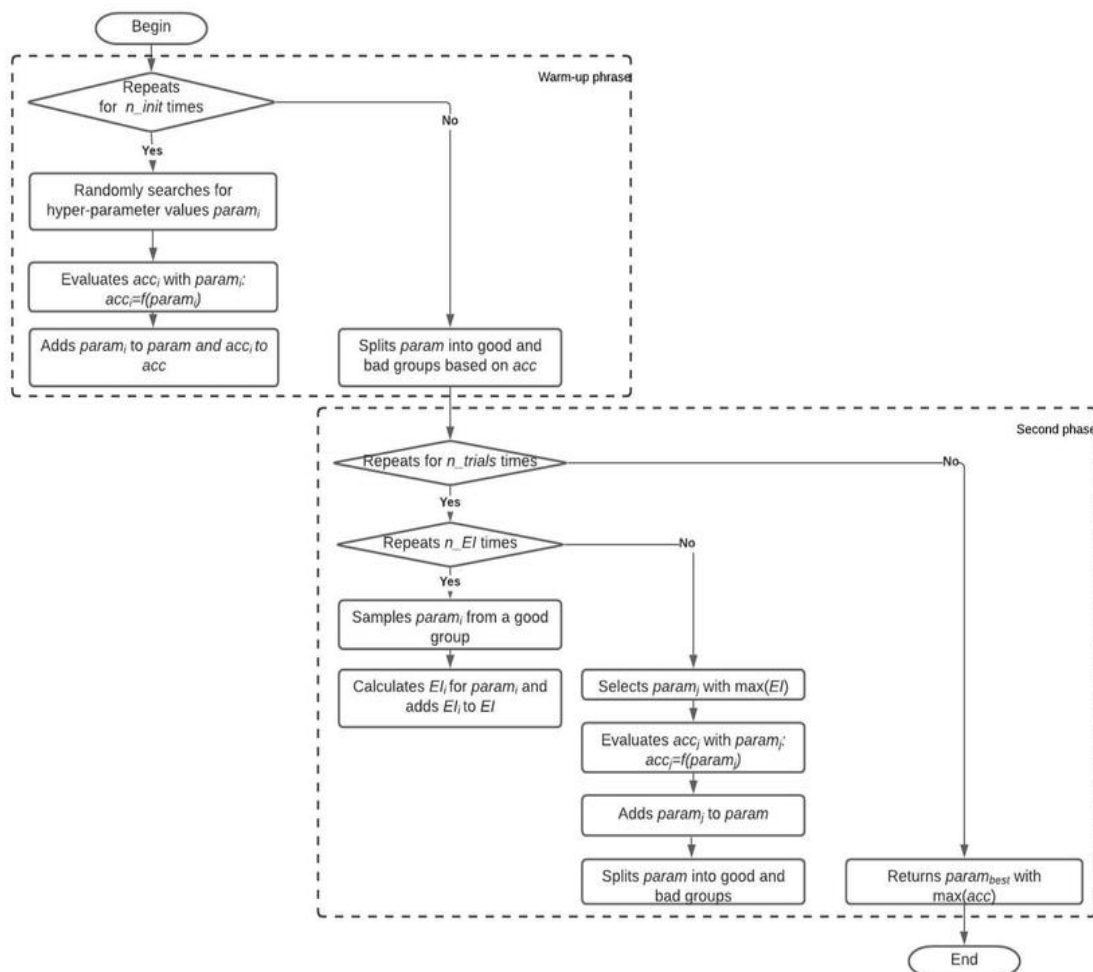 Begin
Warm-up phrase
Repeats
for n_init times
No
Yes
Randomly searches for
hyper-parameter values paramᵢ
Evaluates accᵢ with paramᵢ:
accᵢ=f(paramᵢ)
Adds paramᵢ to param and accᵢ to
acc
Splits param into good and
bad groups based on acc
Second phase
Repeats for n_trials times
No
Yes
Repeats n_EI times
No
Yes
Samples paramᵢ from a good
group
Calculates EIᵢ for paramᵢ and
adds EIᵢ to EI
Selects paramⱼ with max(EI)
Evaluates accⱼ with paramⱼ:
accⱼ=f(paramⱼ)
Adds paramⱼ to param
Splits param into good and
bad groups
Returns param_best with
max(acc)
End